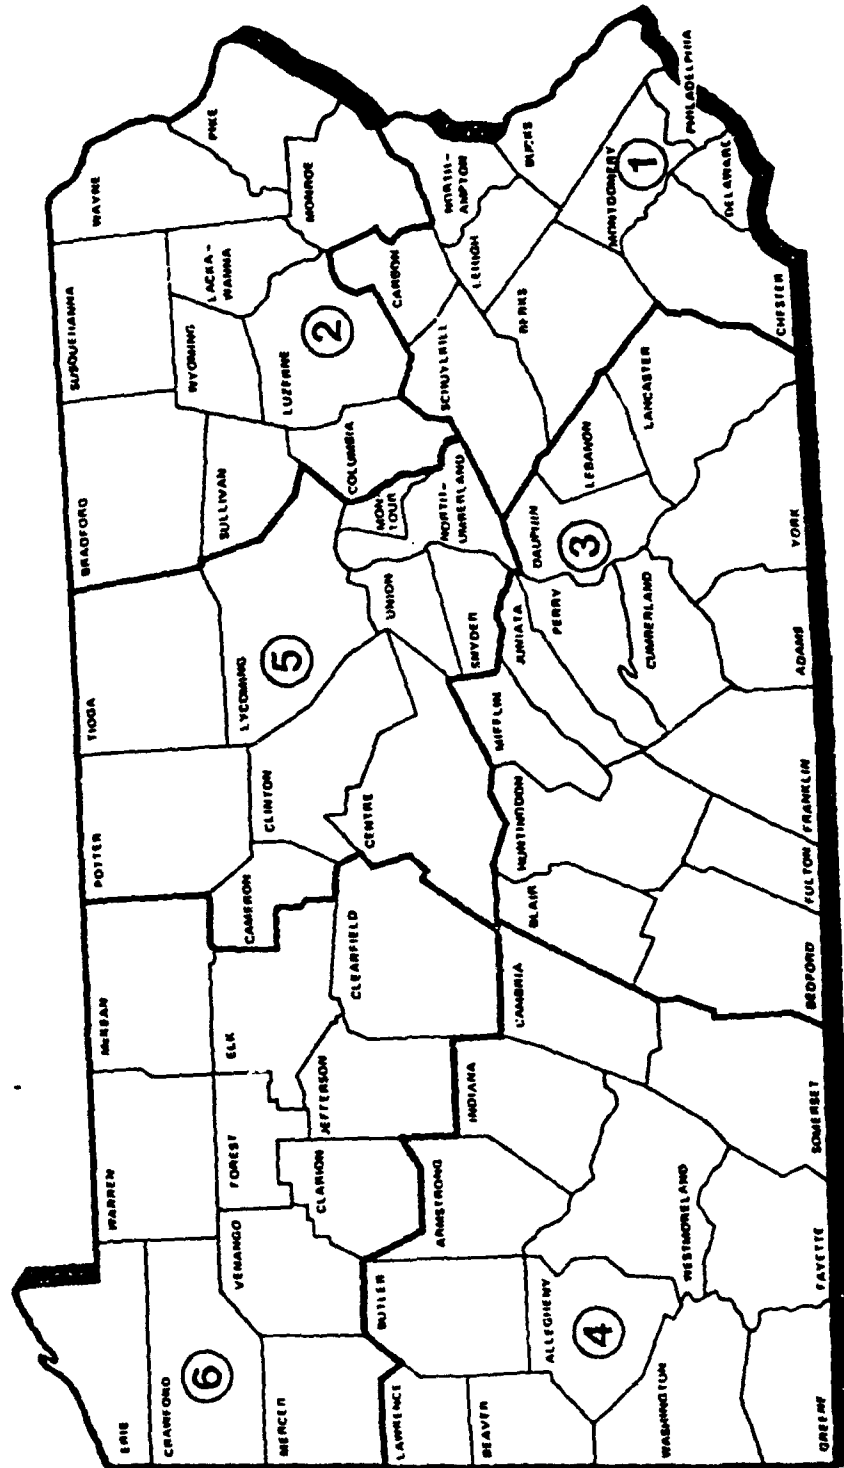 ERIE
CRAWFORD
6
MERCER
LAWRENCE
BEAVER
WASHINGTON
GREENE
WARREN
VENANGO
BUTLER
ALLEGHENY
4
FAYETTE
WESTMORELAND
FOREST
CLARION
ARMSTRONG
SOMERSET
McKEAN
ELK
JEFFERSON
INDIANA
CAMBRIA
CLEARFIELD
CAMERON
POTTER
BEDFORD
BLAIR
FULTON
HUNTINGDON
FRANKLIN
CENTRE
CLINTON
TIOGA
LYCOMING
5
MIFFLIN
JUNIATA
SNYDER
UNION
PERRY
CUMBERLAND
ADAMS
BRADFORD
SULLIVAN
MON-
TOUR
NORTH-
UMBERLAND
COLUMBIA
DAUPHIN
3
YORK
LEBANON
LANCASTER
SUSQUEHANNA
WYOMING
LACKA-
WANNA
LUZERNE
2
SCHUYLKILL
CARBON
BERKS
LEHIGH
CHESTER
WAYNE
PIKE
MONROE
NORTH-
AMPTON
BUCKS
MONTGOMERY
1
DELAWARE
PHILADELPHIA